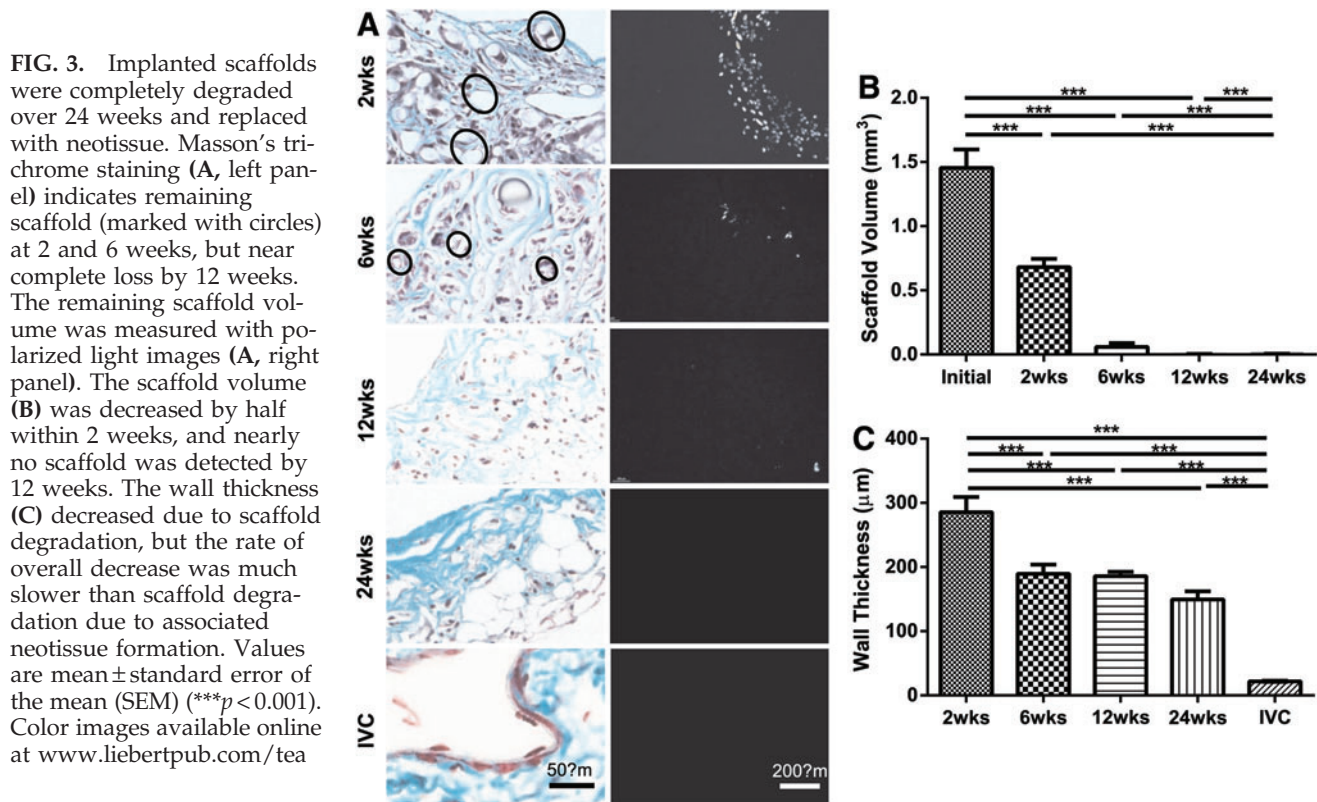 FIG. 3. Implanted scaffolds
were completely degraded
over 24 weeks and replaced
with neotissue. Masson's tri-
chrome staining (A, left pan-
el) indicates remaining
scaffold (marked with circles)
at 2 and 6 weeks, but near
complete loss by 12 weeks.
The remaining scaffold vol-
ume was measured with po-
larized light images (A, right
panel). The scaffold volume
(B) was decreased by half
within 2 weeks, and nearly
no scaffold was detected by
12 weeks. The wall thickness
(C) decreased due to scaffold
degradation, but the rate of
overall decrease was much
slower than scaffold degra-
dation due to associated
neotissue formation. Values
are mean ± standard error of
the mean (SEM) (***p < 0.001).
Color images available online
at www.liebertpub.com/tea
A
2wks
6wks
12wks
24wks
IVC
50?m
200?m
B
Scaffold Volume (mm³)
2.0
1.5
1.0
0.5
0.0
*** ***
*** ***
*** ***
Initial 2wks 6wks 12wks 24wks
C
Wall Thickness (μm)
400
300
200
100
0
***
*** ***
*** ***
*** ***
2wks 6wks 12wks 24wks IVC